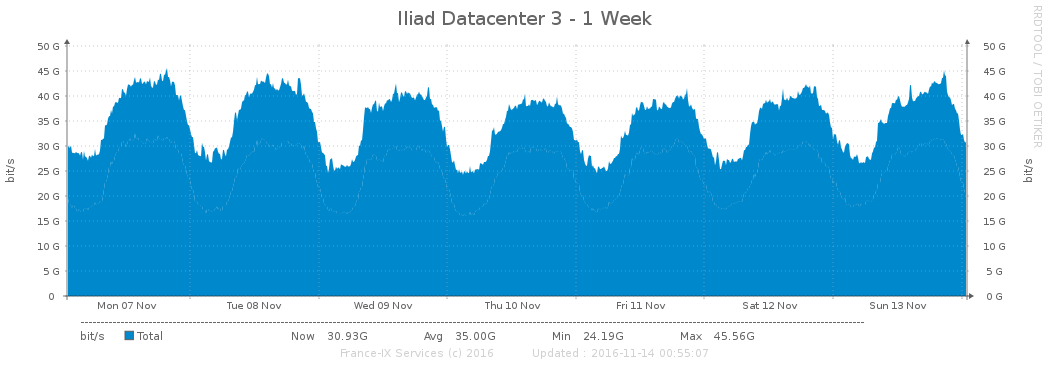 Iliad Datacenter 3 - 1 Week
RRDTOOL / TOBI OETIKER
50 G 50 G
45 G 45 G
40 G 40 G
35 G 35 G
30 G 30 G
25 G 25 G
20 G 20 G
15 G 15 G
10 G 10 G
5 G 5 G
0 0 G
bit/s
bit/s
Mon 07 Nov Tue 08 Nov Wed 09 Nov Thu 10 Nov Fri 11 Nov Sat 12 Nov Sun 13 Nov
bit/s Total Now 30.93G Avg 35.00G Min 24.19G Max 45.56G
France-IX Services (c) 2016 Updated : 2016-11-14 00:55:07